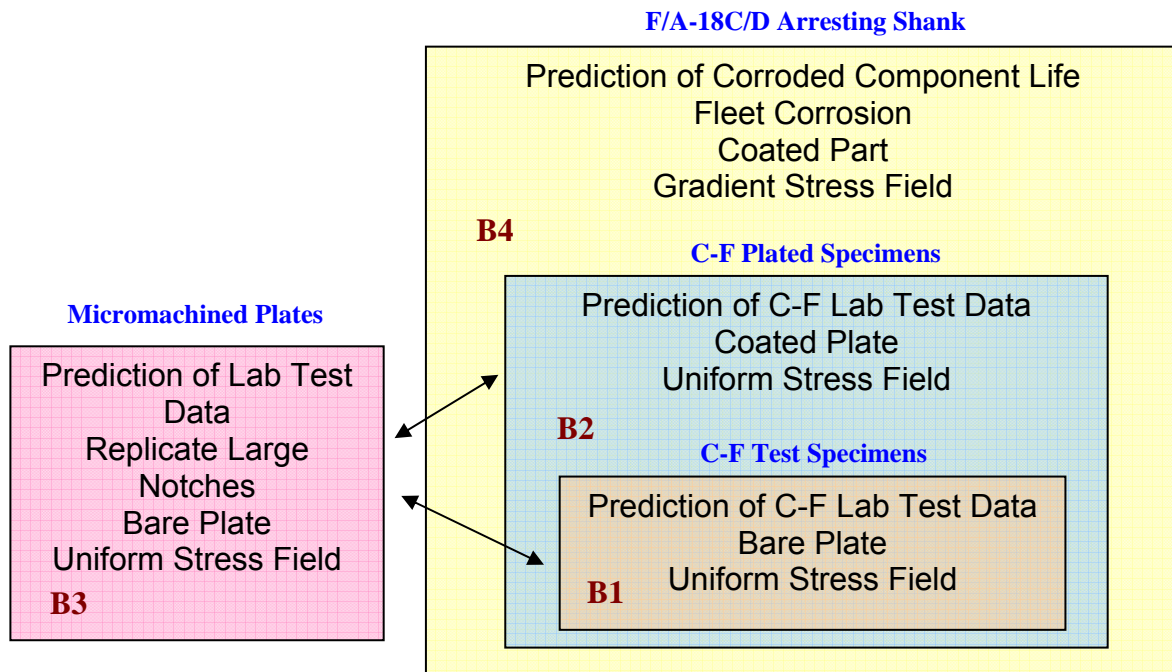 F/A-18C/D Arresting Shank
Prediction of Corroded Component Life
Fleet Corrosion
Coated Part
Gradient Stress Field
B4
C-F Plated Specimens
Prediction of C-F Lab Test Data
Coated Plate
Uniform Stress Field
B2
C-F Test Specimens
Prediction of C-F Lab Test Data
Bare Plate
Uniform Stress Field
B1
Micromachined Plates
Prediction of Lab Test
Data
Replicate Large
Notches
Bare Plate
Uniform Stress Field
B3